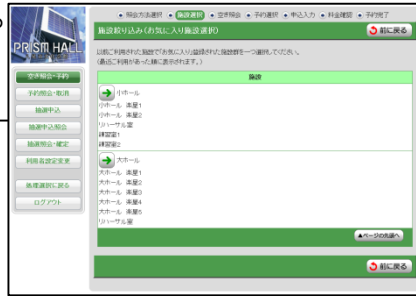 ● 照会方法選択 ● 施設選択 ● 空き照会 ● 予約選択 ● 申込入力 ● 料金確認 ● 予約完了
施設絞り込み(お気に入り施設選択)
前に戻る
PRISM HALL
以前ご利用された施設で「お気に入り」登録された施設群を一つ選択してください。
(最近ご利用があった順に表示されます。)
空き照会・予約
予約照会・取消
抽選申込
抽選申込照会
抽選照会・確定
利用者設定変更
処理選択に戻る
ログアウト
施設
小ホール
小ホール 楽屋1
小ホール 楽屋2
リハーサル室
練習室1
練習室2
大ホール
大ホール 楽屋1
大ホール 楽屋2
大ホール 楽屋3
大ホール 楽屋4
大ホール 楽屋5
リハーサル室
▲ページの先頭へ
前に戻る